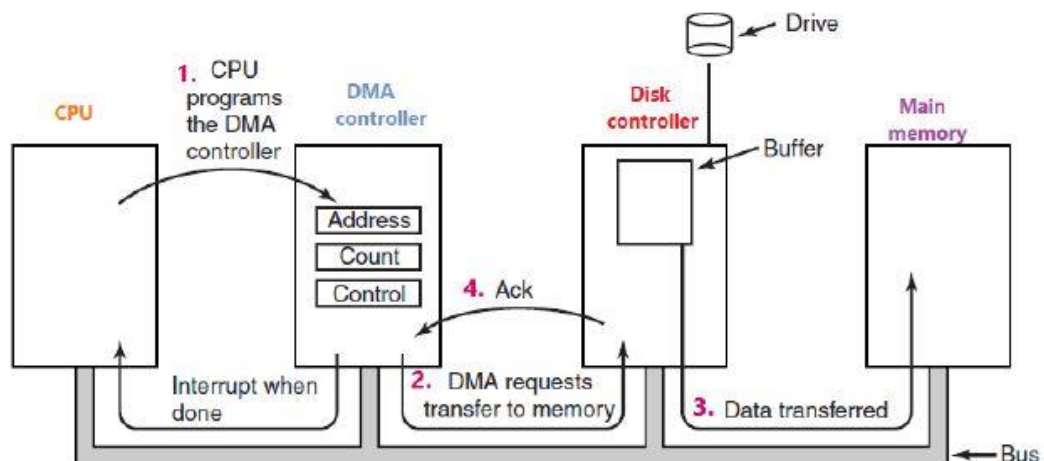 Drive
1. CPU
programs
the DMA
controller
CPU
DMA
controller
Disk
controller
Main
memory
Buffer
Address
Count
Control
4. Ack
Interrupt when
done
2. DMA requests
transfer to memory
3. Data transferred
Bus